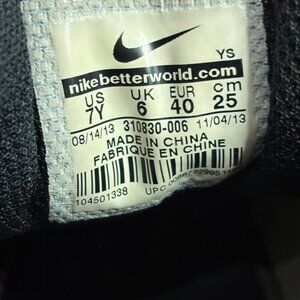 YS
nikebetterworld.com
US UK EUR cm
7Y 6 40 25
08/14/13 310830-006 11/04/13
MADE IN CHINA
FABRIQUE EN CHINE
104501338 UPC